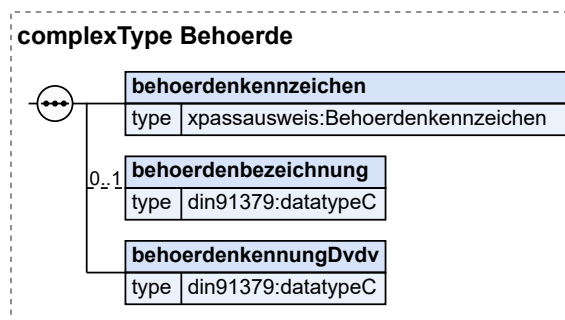 complexType Behoerde
behoerdenkennzeichen
type xpassausweis:Behoerdenkennzeichen
0..1
behoerdenbezeichnung
type din91379:datatypeC
behoerdenkennungDvdv
type din91379:datatypeC